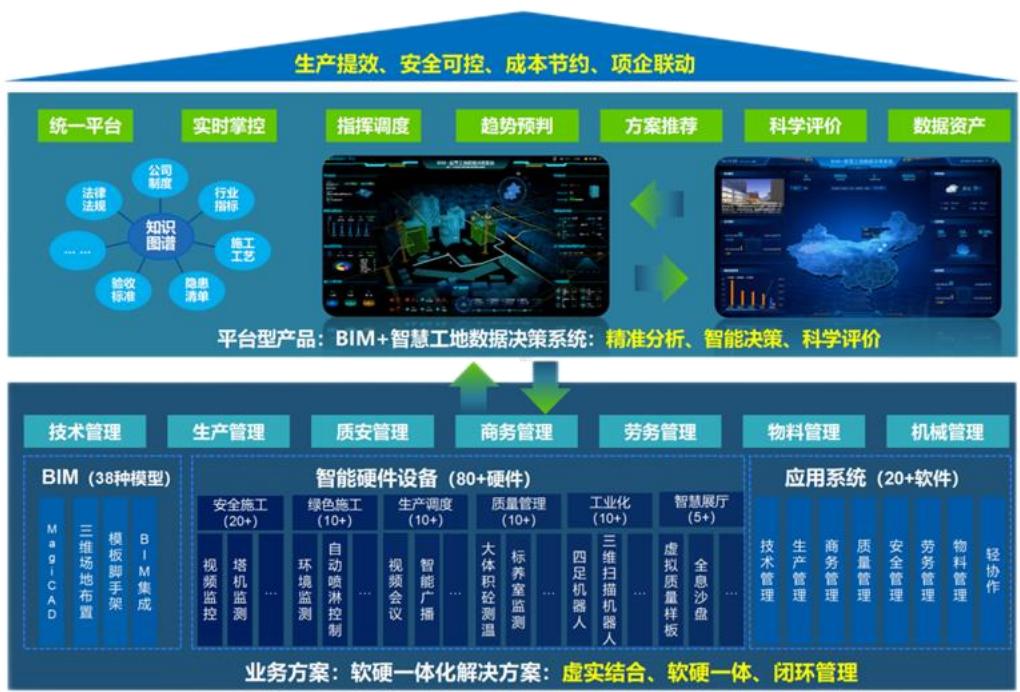 生产提效、安全可控、成本节约、项企联动
统一平台
实时掌控
指挥调度
趋势预判
方案推荐
科学评价
数据资产
公司
制度
法律
法规
行业
指标
知识
图谱
... ...
施工
工艺
验收
标准
隐患
清单
平台型产品：BIM+智慧工地数据决策系统：精准分析、智能决策、科学评价
技术管理
生产管理
质安管理
商务管理
劳务管理
物料管理
机械管理
BIM（38种模型）
MagiCAD
三维场地布置
模板脚手架
BIM集成
智能硬件设备（80+硬件）
安全施工
（20+）
视频监控
塔机监测
...
绿色施工
（10+）
环境监测
自动喷淋控制
...
生产调度
（10+）
视频会议
智能广播
...
质量管理
（10+）
大体积砼测温
标养室监测
...
工业化
（10+）
四足机器人
三维扫描机器人
...
智慧展厅
（5+）
虚拟质量样板
全息沙盘
...
应用系统（20+软件）
技术管理
生产管理
商务管理
质量管理
安全管理
劳务管理
物料管理
轻协作
业务方案：软硬一体化解决方案：虚实结合、软硬一体、闭环管理